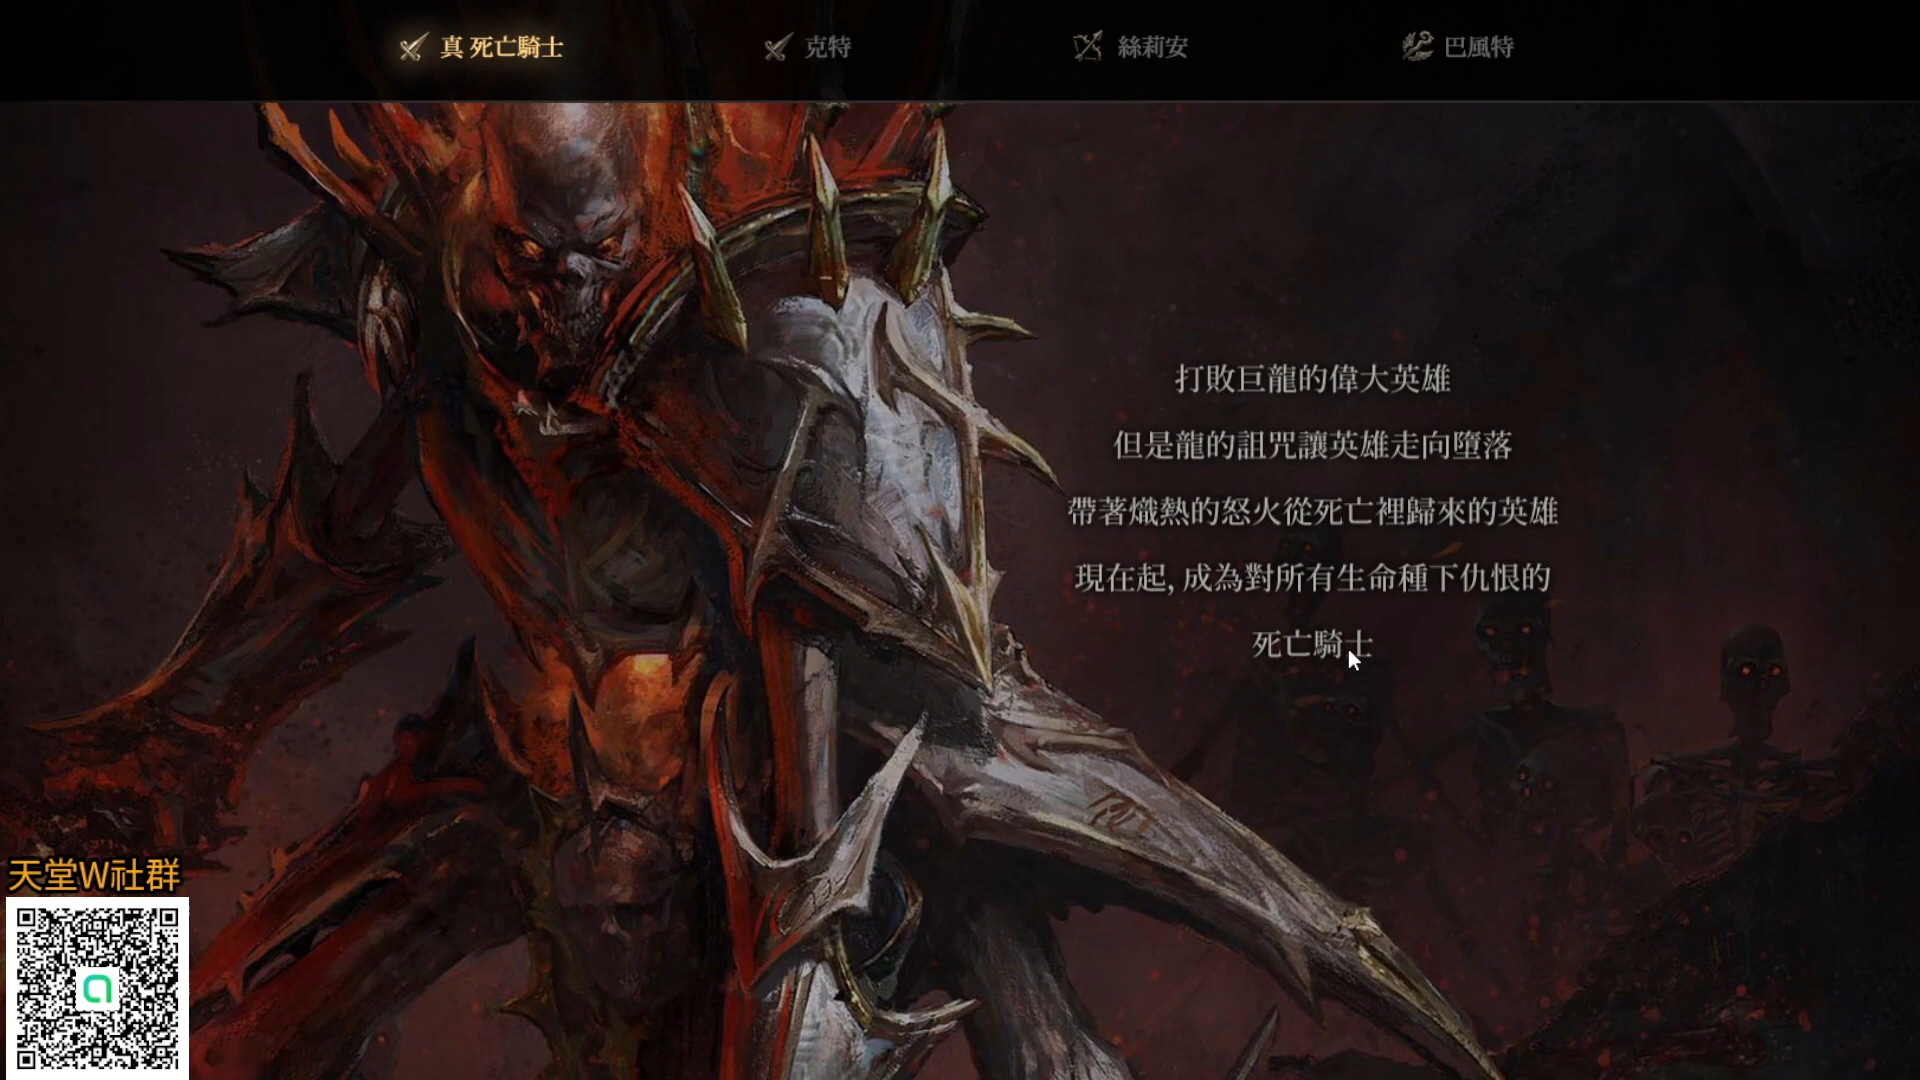 真 死亡騎士
克特
絲莉安
巴風特
打敗巨龍的偉大英雄
但是龍的詛咒讓英雄走向墮落
帶著熾熱的怒火從死亡裡歸來的英雄
現在起, 成為對所有生命種下仇恨的
死亡騎士
天堂W社群